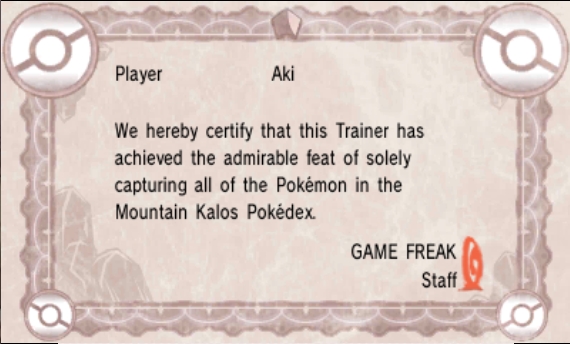 Player Aki
We hereby certify that this Trainer has
achieved the admirable feat of solely
capturing all of the Pokémon in the
Mountain Kalos Pokédex.
GAME FREAK
Staff